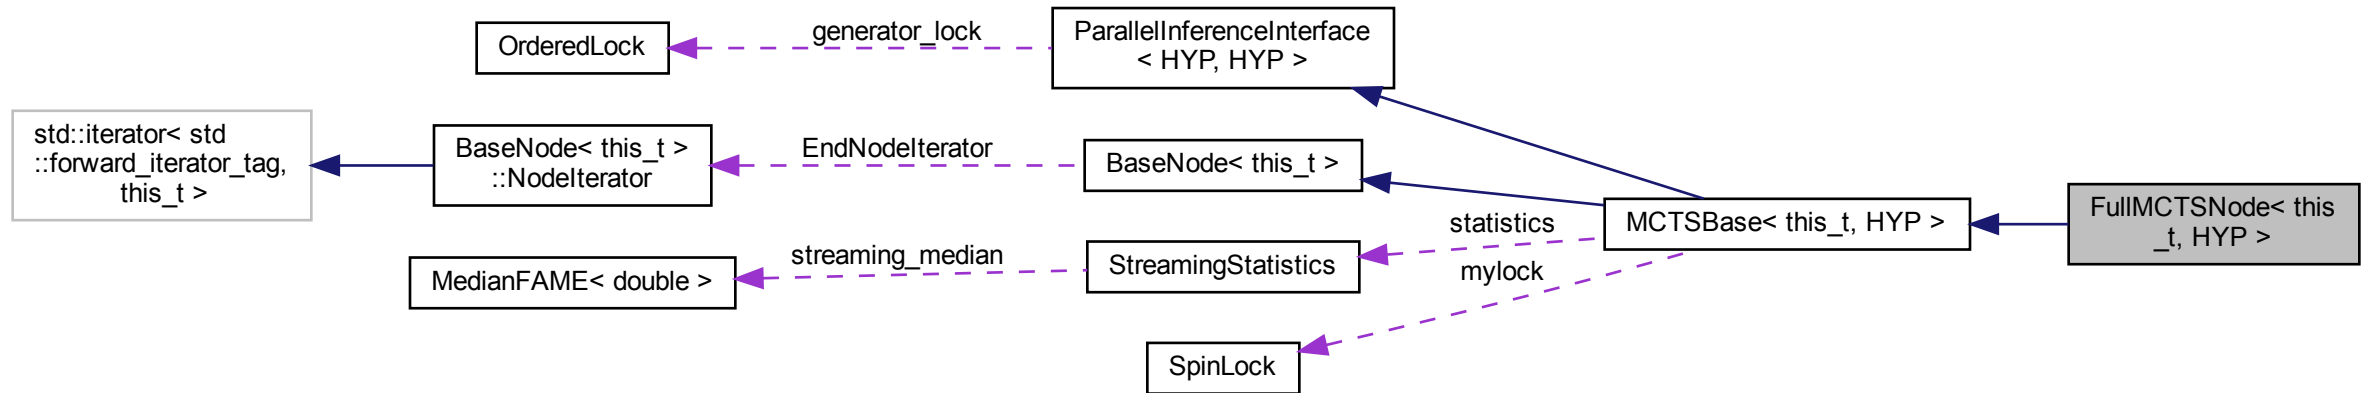 OrderedLock
generator_lock
ParallelInferenceInterface
< HYP, HYP >
std::iterator< std
::forward_iterator_tag,
this_t >
BaseNode< this_t >
::NodeIterator
EndNodeIterator
BaseNode< this_t >
MedianFAME< double >
streaming_median
StreamingStatistics
statistics
mylock
SpinLock
MCTSBase< this_t, HYP >
FullMCTSNode< this
_t, HYP >